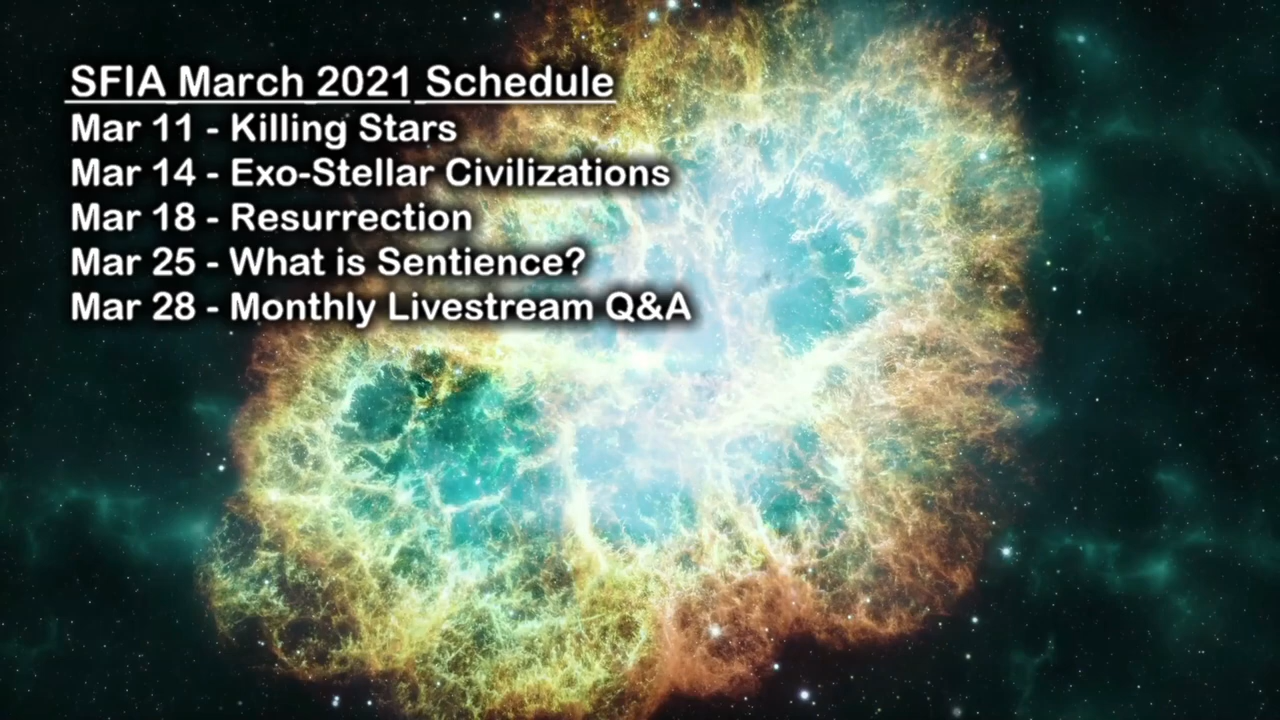 SFIA March 2021 Schedule
Mar 11 - Killing Stars
Mar 14 - Exo-Stellar Civilizations
Mar 18 - Resurrection
Mar 25 - What is Sentience?
Mar 28 - Monthly Livestream Q&A